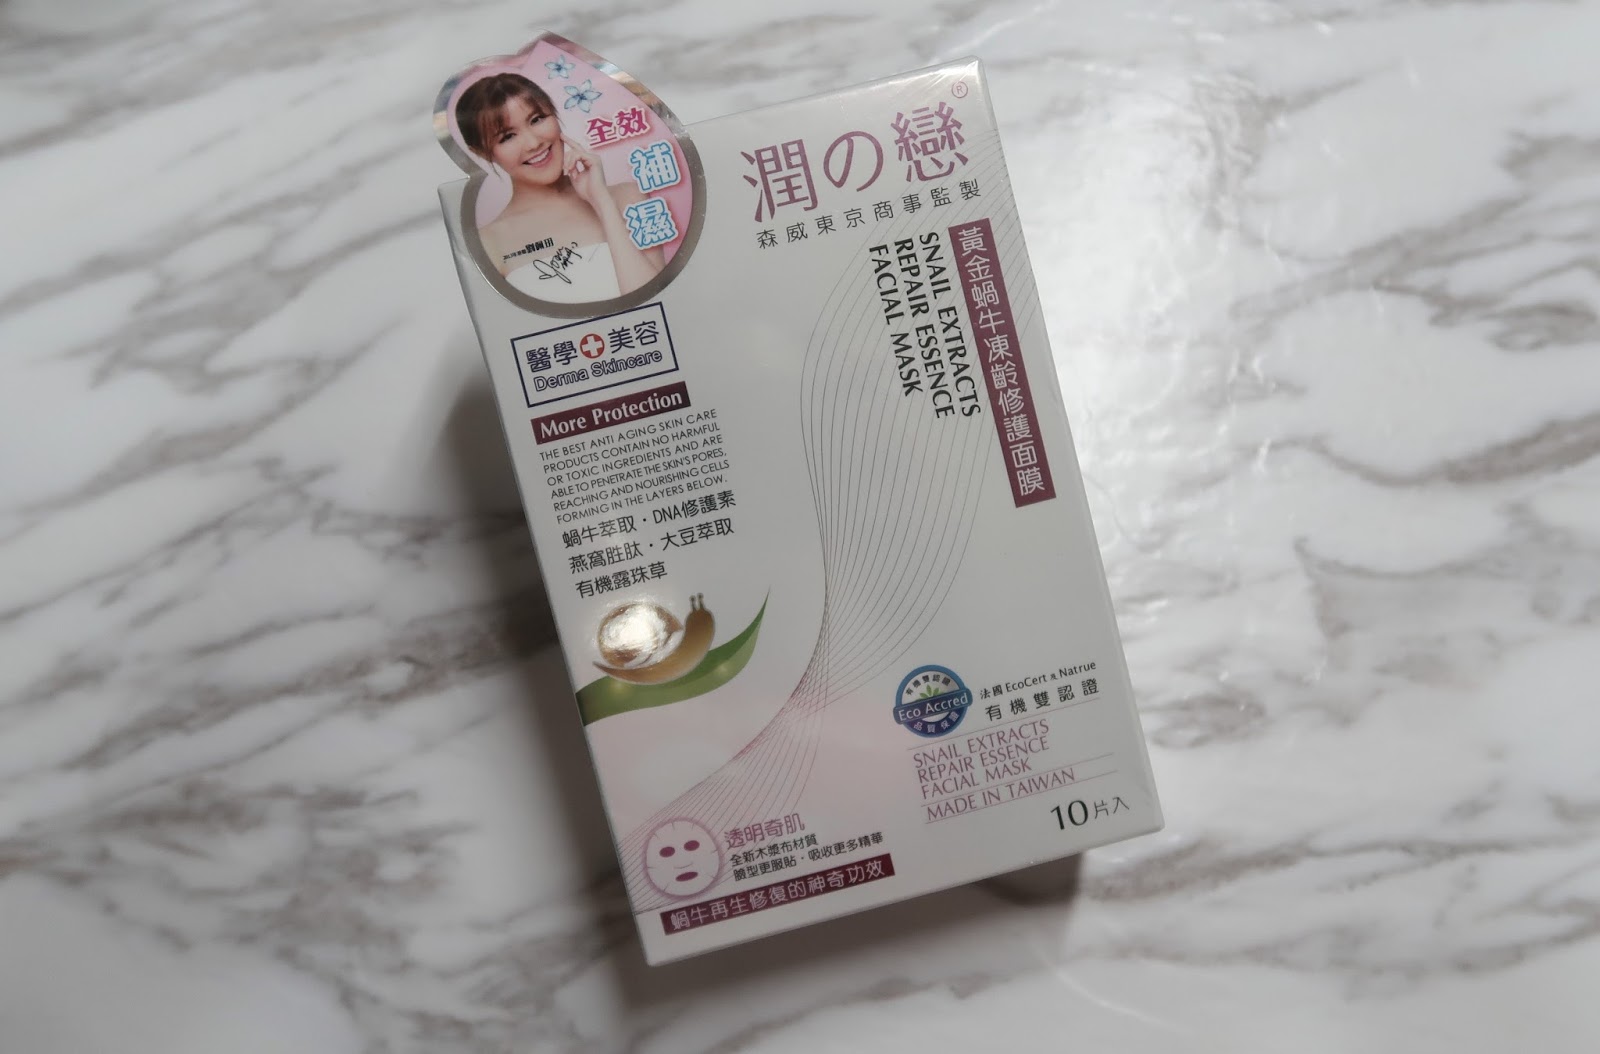 全效
補
濕
潤の戀®
森威東京商事監製
黃金蝸牛凍齡修護面膜
SNAIL EXTRACTS
REPAIR ESSENCE
FACIAL MASK
醫學美容
Derma Skincare
More Protection
THE BEST ANTI AGING SKIN CARE
PRODUCTS CONTAIN NO HARMFUL
OR TOXIC INGREDIENTS AND ARE
ABLE TO PENETRATE THE SKIN'S PORES,
REACHING AND NOURISHING CELLS
FORMING IN THE LAYERS BELOW.
蝸牛萃取·DNA修護素
燕窩胜肽·大豆萃取
有機露珠草
Eco Accred
品質保證
法國 EcoCert 及 Natrue
有機雙認證
SNAIL EXTRACTS
REPAIR ESSENCE
FACIAL MASK
MADE IN TAIWAN
10片入
透明奇肌
全新木漿布材質
臉型更服貼·吸收更多精華
蝸牛再生修復的神奇功效